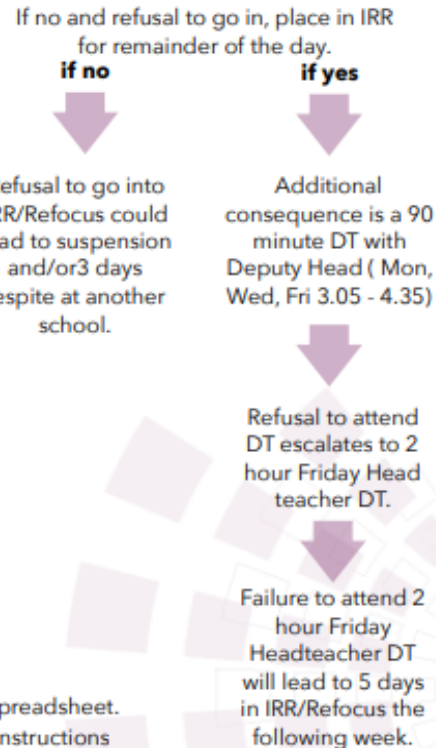 If no and refusal to go in, place in IRR
for remainder of the day.
if no
if yes
efusal to go into
RR/Refocus could
ad to suspension
and/or3 days
espite at another
school.
Additional
consequence is a 90
minute DT with
Deputy Head ( Mon,
Wed, Fri 3.05 - 4.35)
Refusal to attend
DT escalates to 2
hour Friday Head
teacher DT.
Failure to attend 2
hour Friday
Headteacher DT
will lead to 5 days
in IRR/Refocus the
following week.
preadsheet.
nstructions